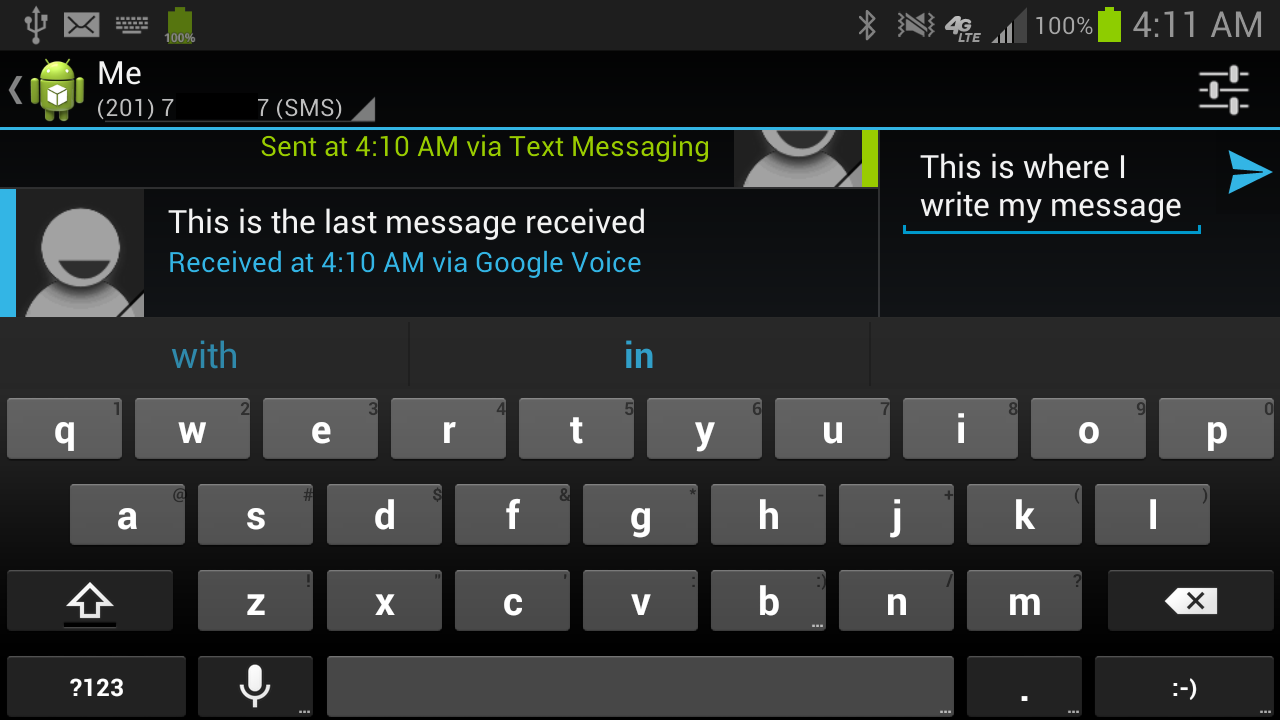 100%
4G LTE 100% 4:11 AM
Me
(201) 7 7 (SMS)
Sent at 4:10 AM via Text Messaging
This is the last message received
Received at 4:10 AM via Google Voice
This is where I
write my message
with in
1 2 3 4 5 6 7 8 9 0
q w e r t y u i o p
@ # $ & * - + ( )
a s d f g h j k l
! " ' : :) / ?
z x c v b n m
...
?123 . :-)
... ... ... ...